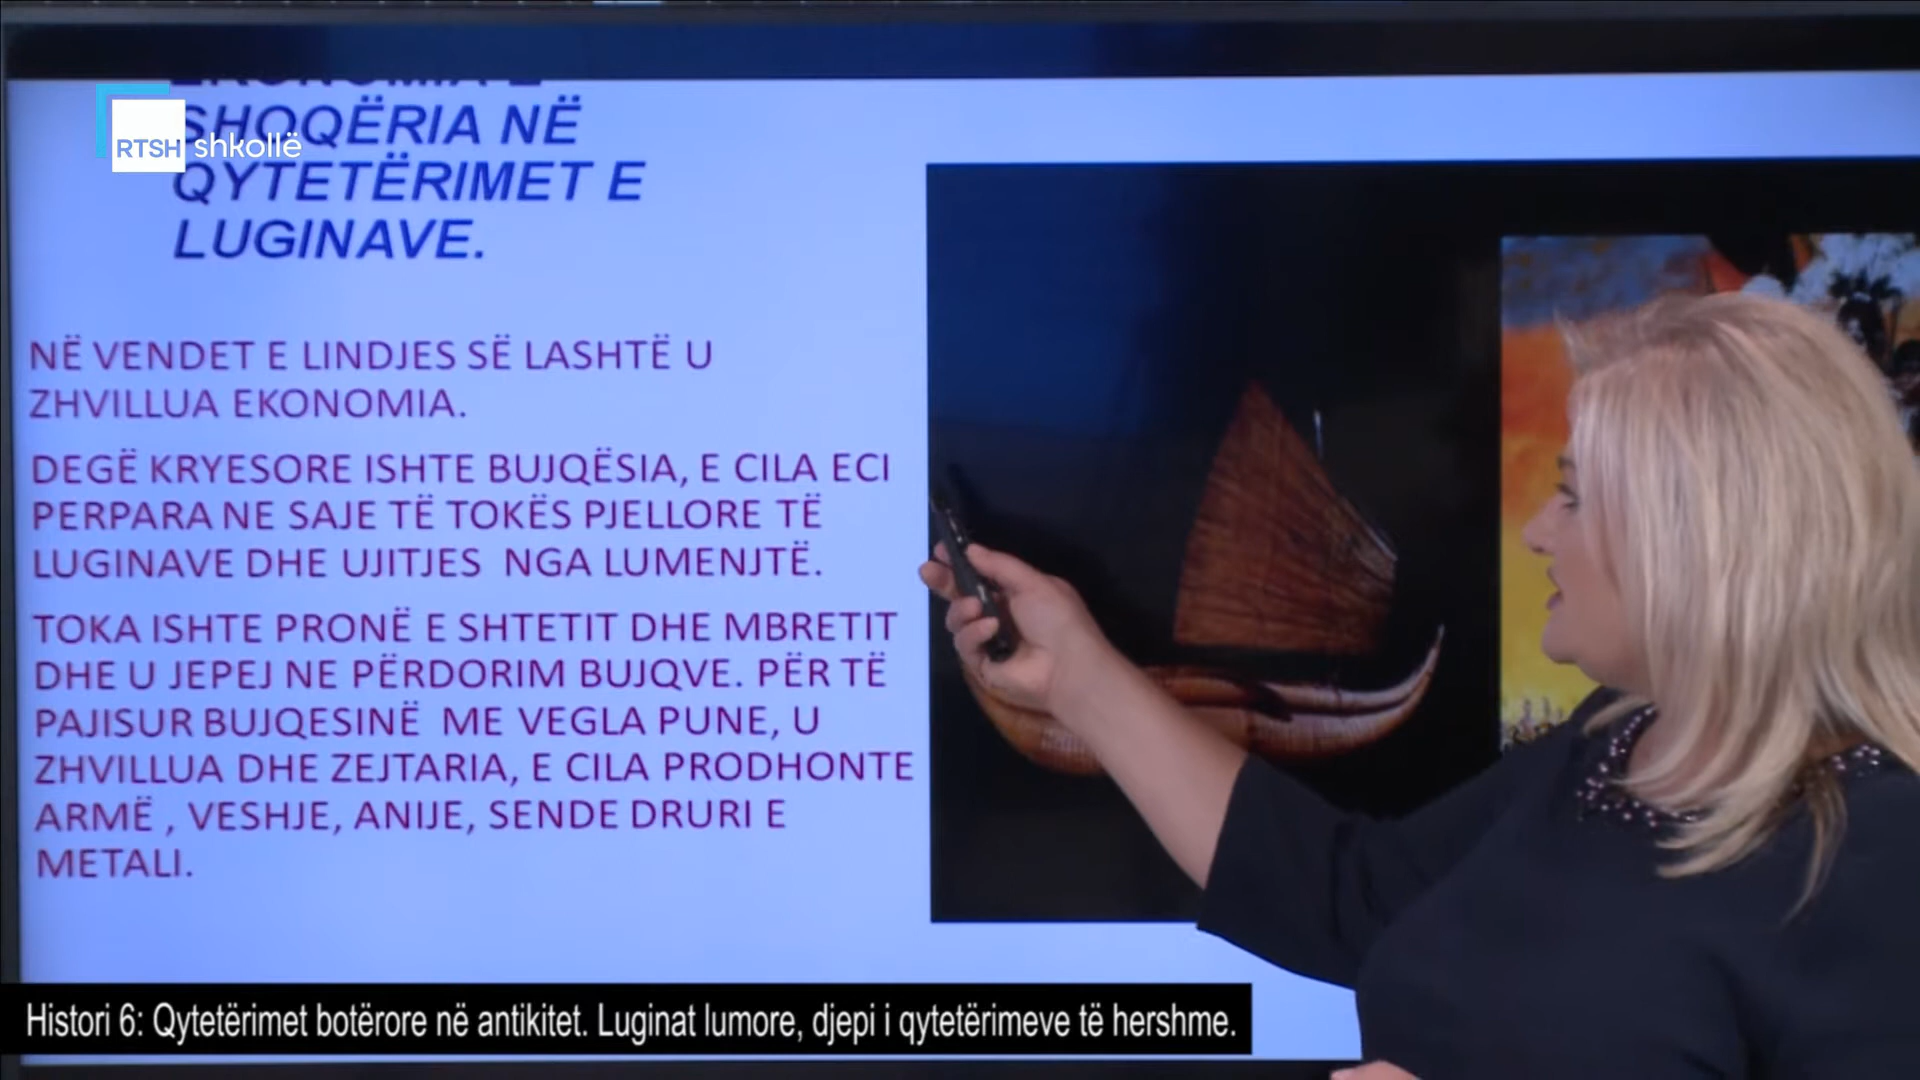 EKONOMIA E
SHOQËRIA NË
QYTETËRIMET E
LUGINAVE.
RTSH shkollë
NË VENDET E LINDJES SË LASHTË U
ZHVILLUA EKONOMIA.
DEGË KRYESORE ISHTE BUJQËSIA, E CILA ECI
PERPARA NE SAJE TË TOKËS PJELLORE TË
LUGINAVE DHE UJITJES NGA LUMENJTË.
TOKA ISHTE PRONË E SHTETIT DHE MBRETIT
DHE U JEPEJ NE PËRDORIM BUJQVE. PËR TË
PAJISUR BUJQESINË ME VEGLA PUNE, U
ZHVILLUA DHE ZEJTARIA, E CILA PRODHONTE
ARMË , VESHJE, ANIJE, SENDE DRURI E
METALI.
Histori 6: Qytetërimet botërore në antikitet. Luginat lumore, djepi i qytetërimeve të hershme.